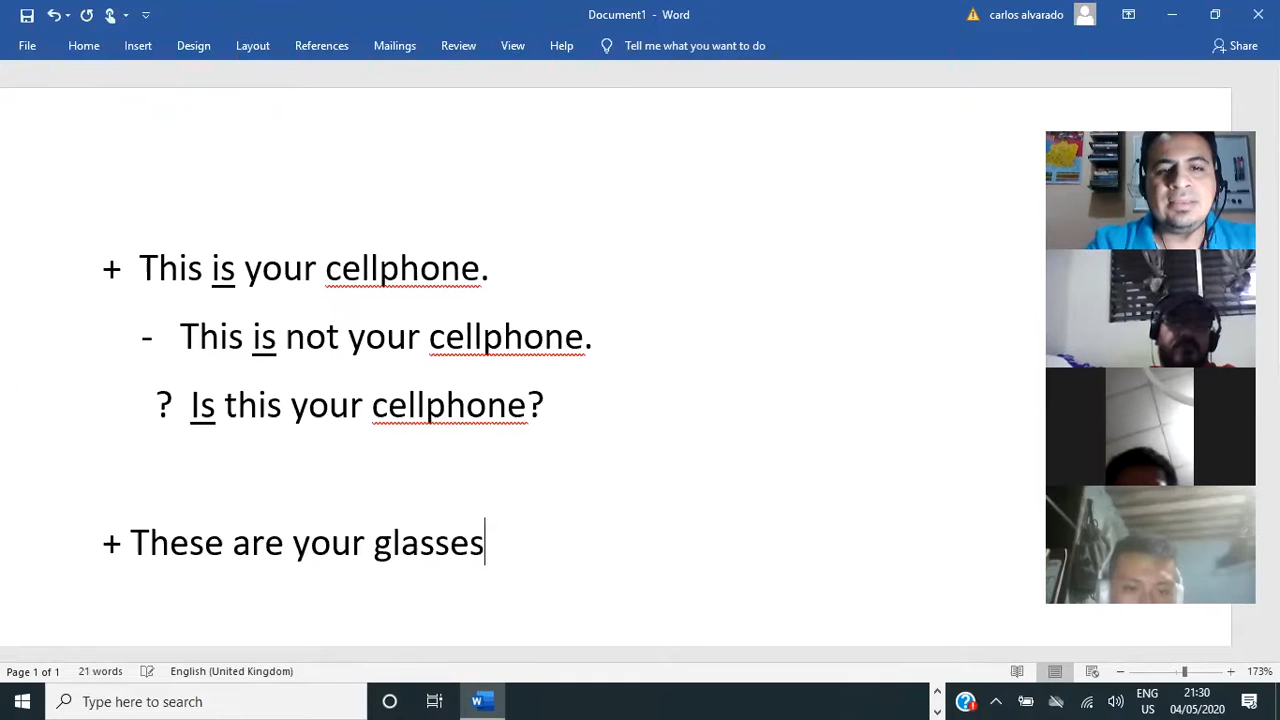 Document1 - Word
carlos alvarado
File Home Insert Design Layout References Mailings Review View Help Tell me what you want to do Share
+ This is your cellphone.
- This is not your cellphone.
? Is this your cellphone?
+ These are your glasses
Page 1 of 1 21 words English (United Kingdom) 173%
Type here to search
ENG
US
21:30
04/05/2020